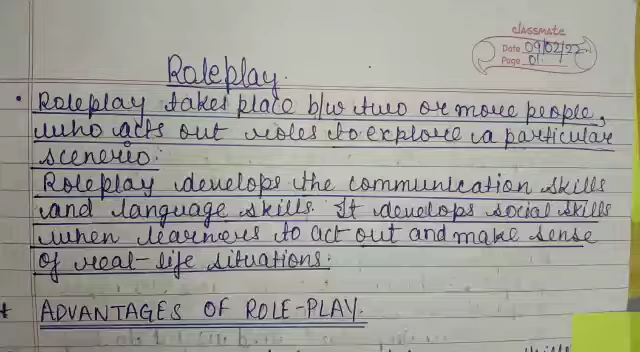 classmate
Date 09/02/22
Page 01
Roleplay.
• Roleplay takes place b/w two or more people,
who acts out roles to explore a particular
scenerio.
Roleplay develops the communication skills
and language skills. It develops social skills
when learners to act out and make sense
of real-life situations.
* ADVANTAGES OF ROLE-PLAY.